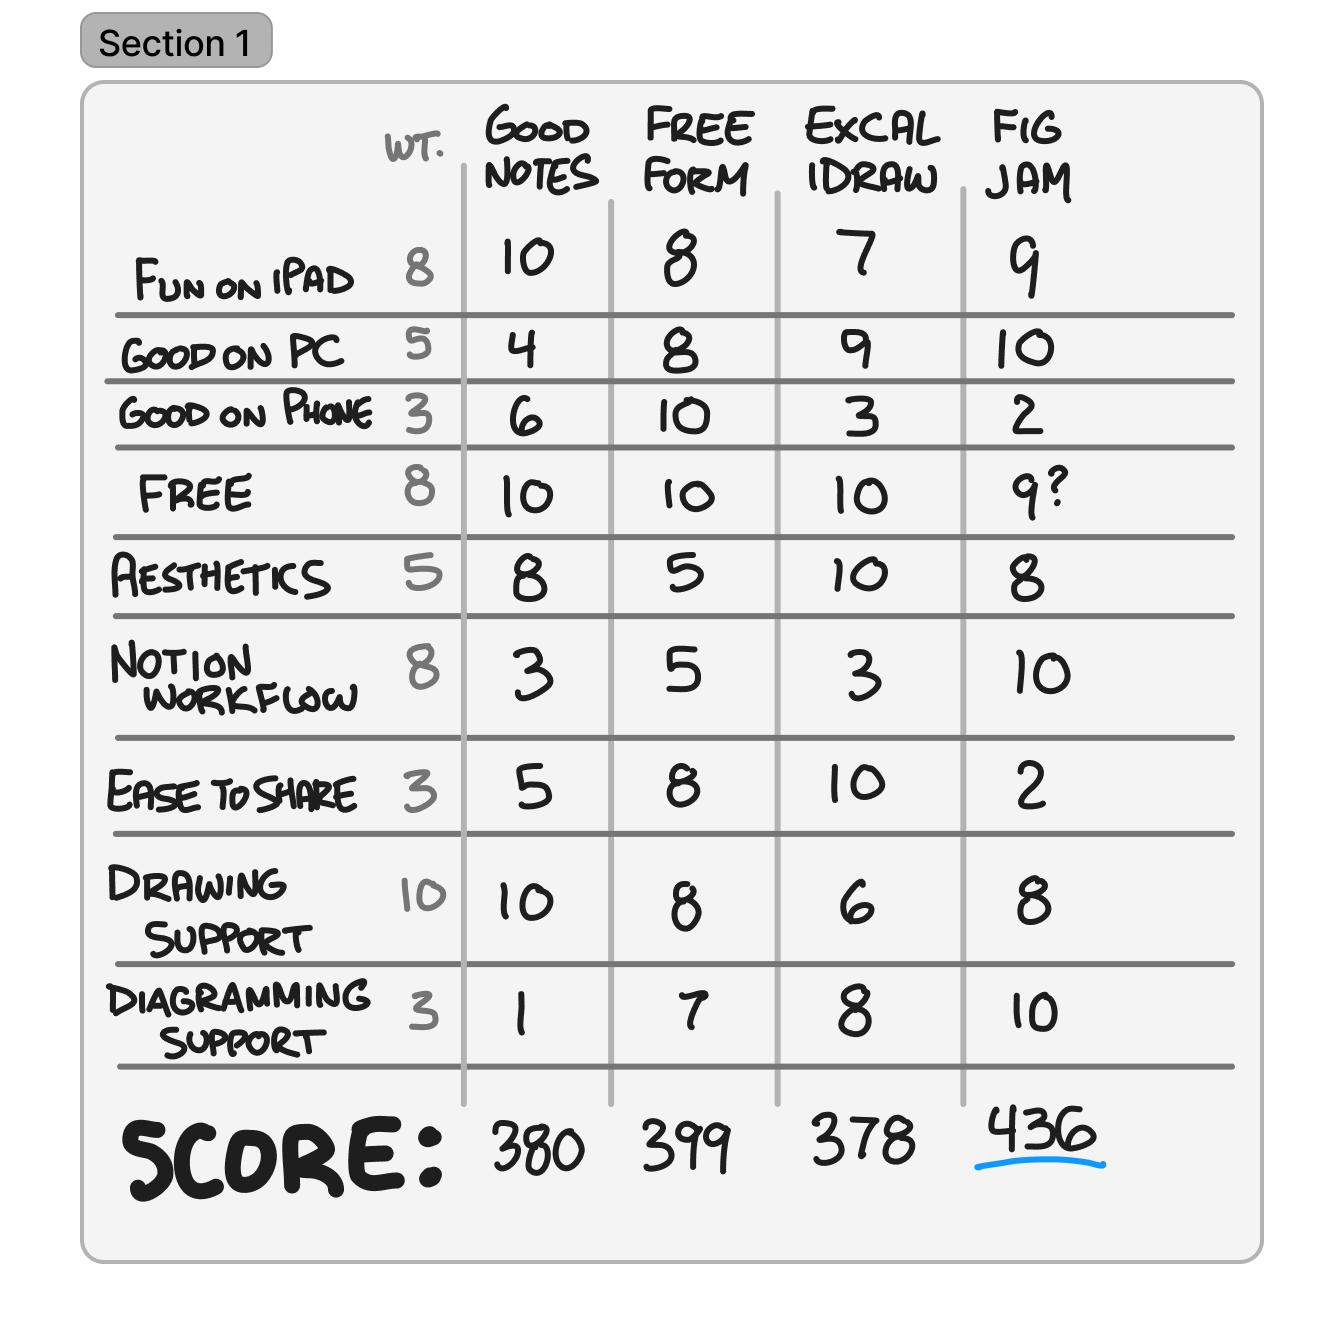 Section 1
WT. GOOD NOTES FREE FORM EXCAL IDRAW FIG JAM
FUN ON IPAD 8 10 8 7 9
GOOD ON PC 5 4 8 9 10
GOOD ON PHONE 3 6 10 3 2
FREE 8 10 10 10 9?
AESTHETICS 5 8 5 10 8
NOTION WORKFLOW 8 3 5 3 10
EASE TO SHARE 3 5 8 10 2
DRAWING SUPPORT 10 10 8 6 8
DIAGRAMMING SUPPORT 3 1 7 8 10
SCORE: 380 399 378 436